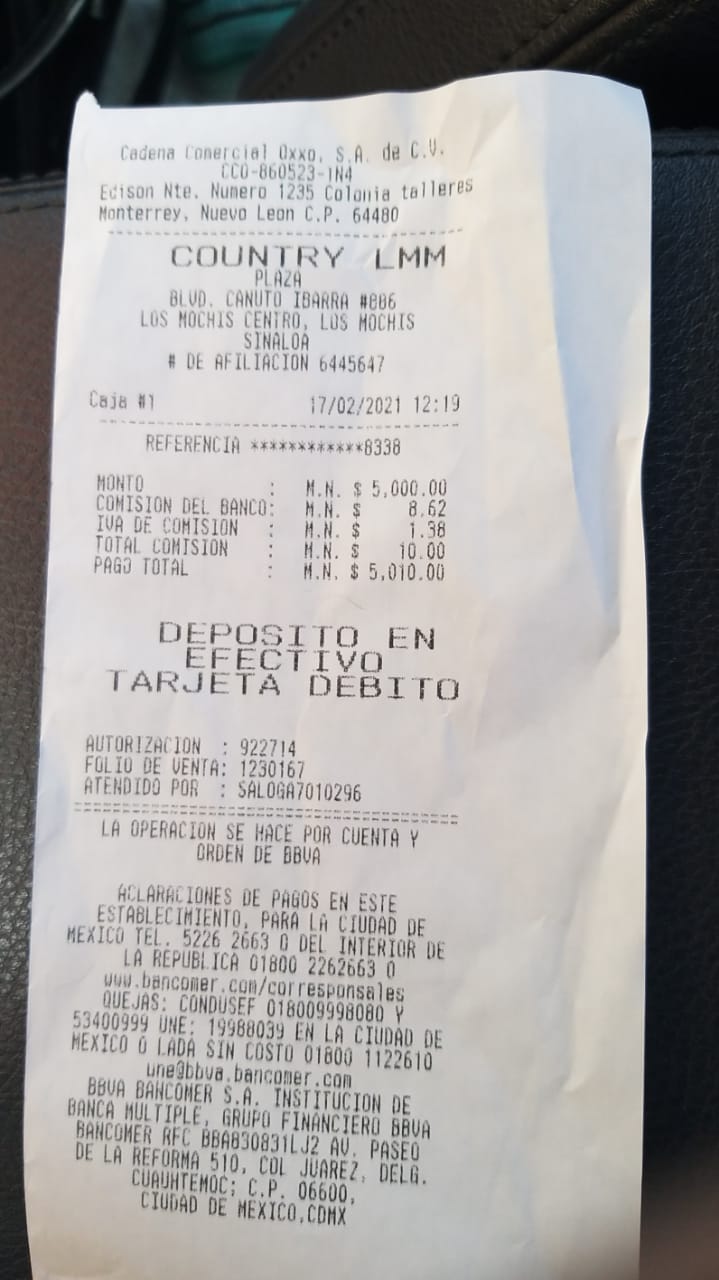 Cadena Comercial Oxxo, S.A. de C.V.
CCO-860523-1N4
Edison Nte. Numero 1235 Colonia talleres
Monterrey, Nuevo Leon C.P. 64480
COUNTRY LMM
PLAZA
BLVD. CANUTO IBARRA #886
LOS MOCHIS CENTRO, LOS MOCHIS
SINALOA
# DE AFILIACION 6445647
Caja #1 17/02/2021 12:19
REFERENCIA ************8338
MONTO : M.N. $ 5,000.00
COMISION DEL BANCO: M.N. $ 8.62
IVA DE COMISION : M.N. $ 1.38
TOTAL COMISION : M.N. $ 10.00
PAGO TOTAL : M.N. $ 5,010.00
DEPOSITO EN
EFECTIVO
TARJETA DEBITO
AUTORIZACION : 922714
FOLIO DE VENTA: 1230167
ATENDIDO POR : SALOGA7010296
LA OPERACION SE HACE POR CUENTA Y
ORDEN DE BBVA
ACLARACIONES DE PAGOS EN ESTE
ESTABLECIMIENTO, PARA LA CIUDAD DE
MEXICO TEL. 5226 2663 O DEL INTERIOR DE
LA REPUBLICA 01800 2262663 O
www.bancomer.com/corresponsales
QUEJAS: CONDUSEF 018009998080 Y
53400999 UNE: 19988039 EN LA CIUDAD DE
MEXICO O LADA SIN COSTO 01800 1122610
une@bbva.bancomer.com
BBVA BANCOMER S.A. INSTITUCION DE
BANCA MULTIPLE, GRUPO FINANCIERO BBVA
BANCOMER RFC BBA830831LJ2 AV. PASEO
DE LA REFORMA 510, COL JUAREZ, DELG.
CUAUHTEMOC; C.P. 06600,
CIUDAD DE MEXICO,CDMX